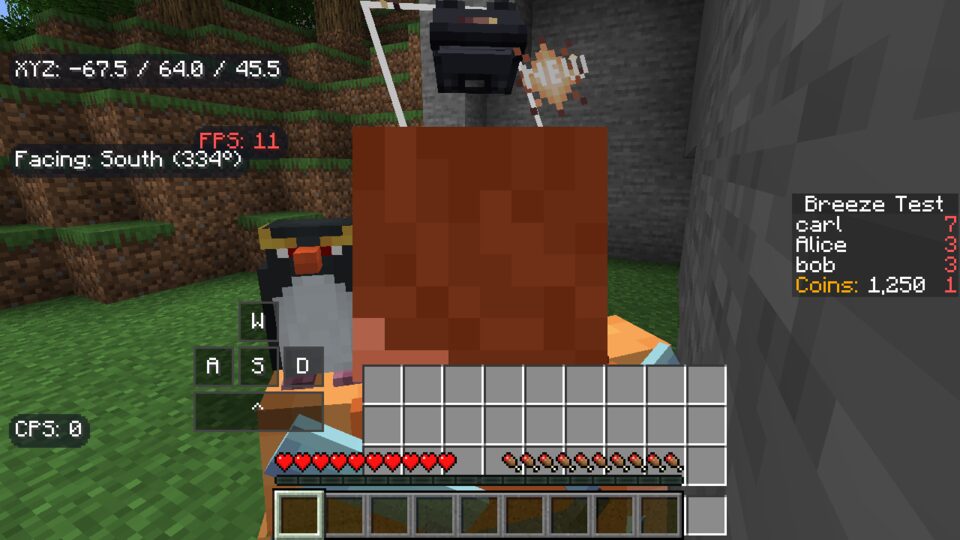 NEW
XYZ: -67.5 / 64.0 / 45.5
FPS: 11
Facing: South (334º)
Breeze Test
carl 7
Alice 3
bob 3
Coins: 1,250 1
W
A S D
^
CPS: 0